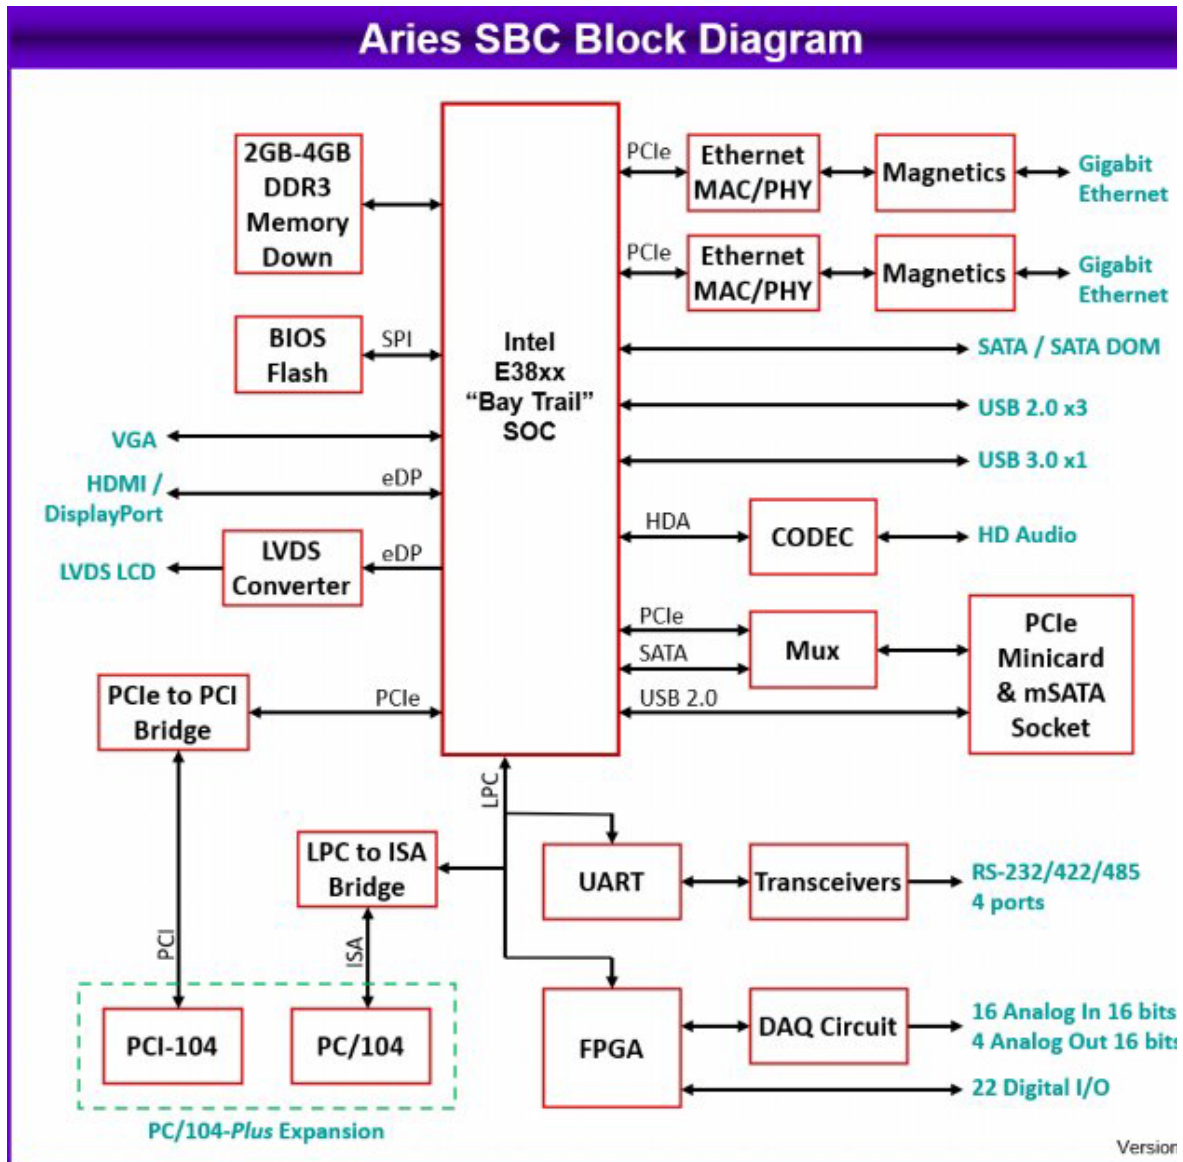 Aries SBC Block Diagram
2GB-4GB
DDR3
Memory
Down
BIOS
Flash
SPI
VGA
HDMI /
DisplayPort
eDP
LVDS LCD
LVDS
Converter
eDP
PCIe to PCI
Bridge
PCIe
Intel
E38xx
“Bay Trail”
SOC
PCIe
Ethernet
MAC/PHY
Magnetics
Gigabit
Ethernet
PCIe
Ethernet
MAC/PHY
Magnetics
Gigabit
Ethernet
SATA / SATA DOM
USB 2.0 x3
USB 3.0 x1
HDA
CODEC
HD Audio
PCIe
SATA
Mux
USB 2.0
PCIe
Minicard
& mSATA
Socket
LPC
LPC to ISA
Bridge
UART
Transceivers
RS-232/422/485
4 ports
PCI
ISA
PCI-104
PC/104
PC/104-Plus Expansion
FPGA
DAQ Circuit
16 Analog In 16 bits
4 Analog Out 16 bits
22 Digital I/O
Version